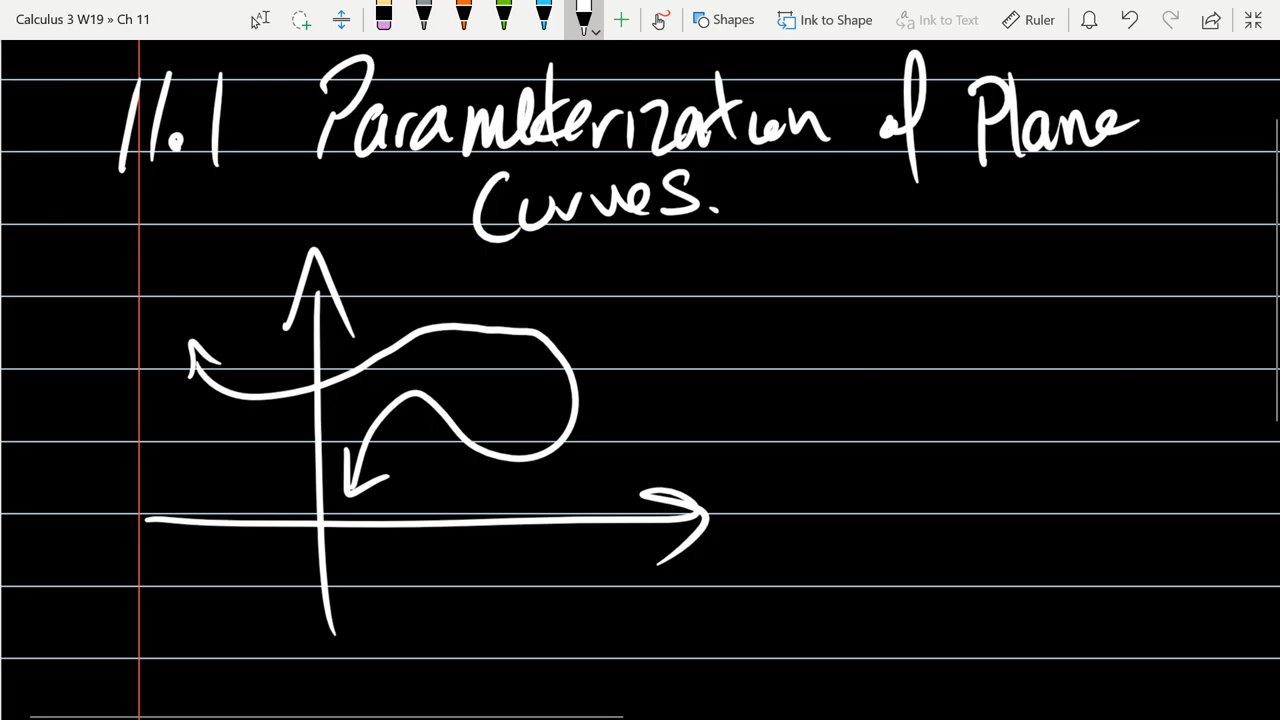 Calculus 3 W19 » Ch 11
Shapes
Ink to Shape
Ink to Text
Ruler
11.1 Parameterization of Plane
Curves.